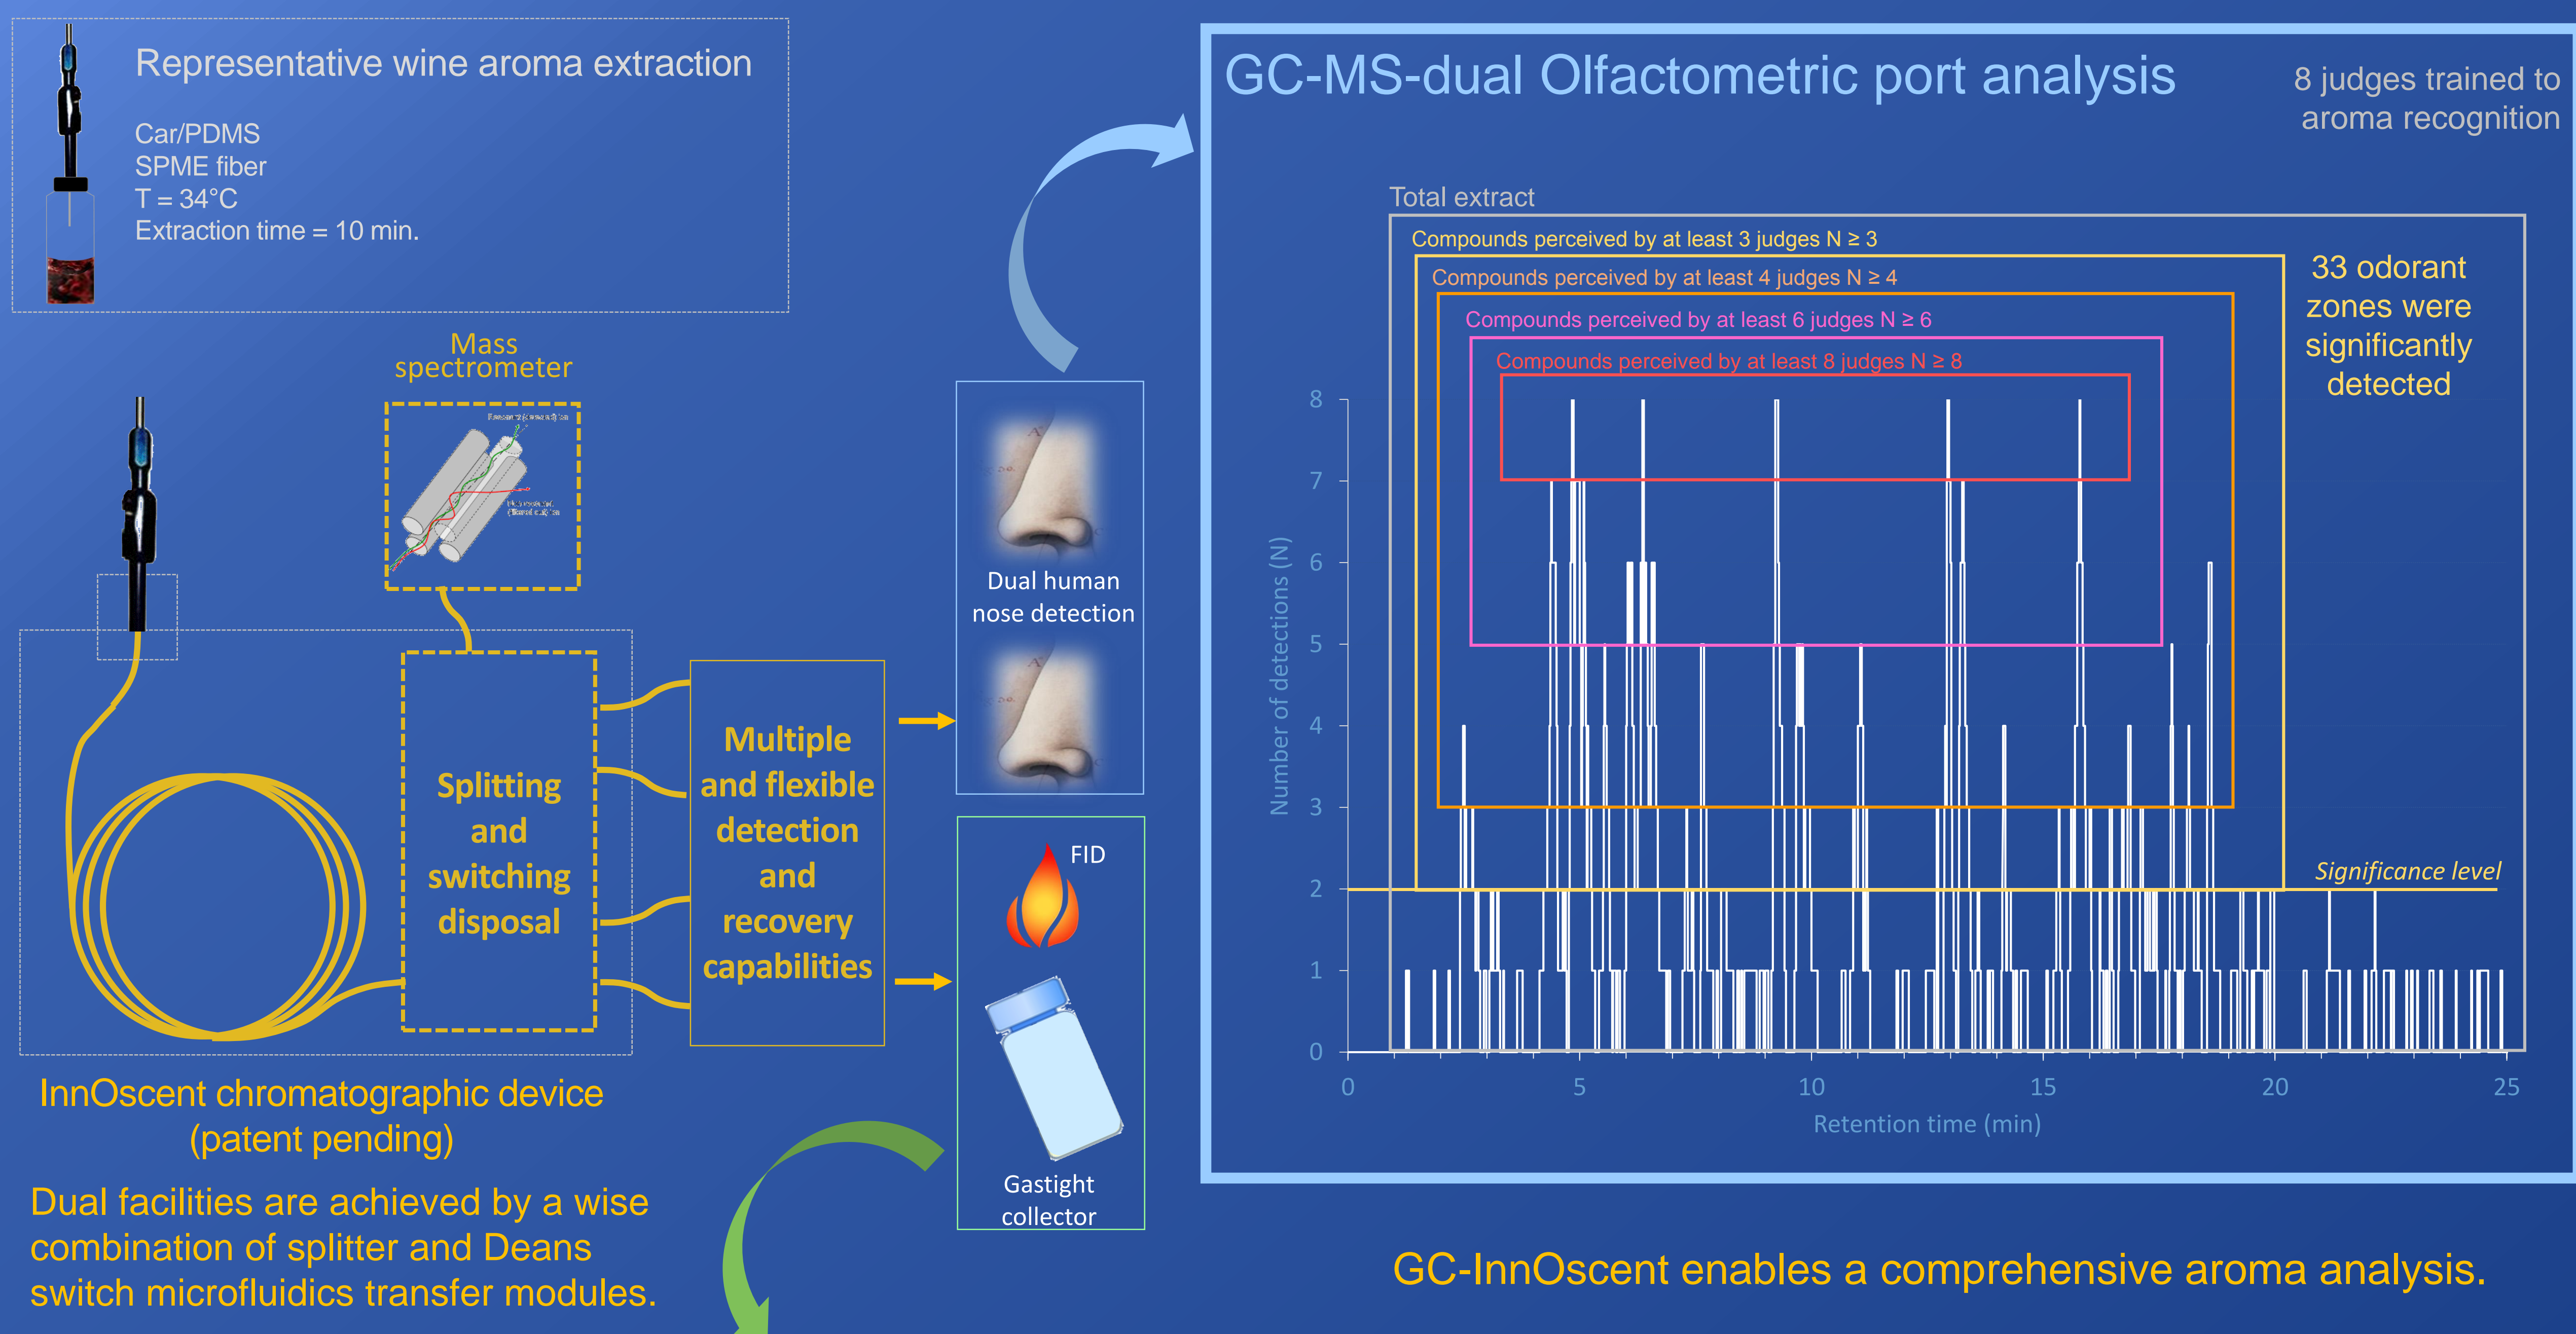 Representative wine aroma extraction
Car/PDMS
SPME fiber
T = 34°C
Extraction time = 10 min.
Mass
spectrometer
Splitting
and
switching
disposal
Multiple
and flexible
detection
and
recovery
capabilities
Dual human
nose detection
FID
Gastight
collector
InnOscent chromatographic device
(patent pending)
Dual facilities are achieved by a wise
combination of splitter and Deans
switch microfluidics transfer modules.
GC-MS-dual Olfactometric port analysis
8 judges trained to
aroma recognition
Total extract
Compounds perceived by at least 3 judges N ≥ 3
Compounds perceived by at least 4 judges N ≥ 4
Compounds perceived by at least 6 judges N ≥ 6
Compounds perceived by at least 8 judges N ≥ 8
33 odorant
zones were
significantly
detected
Number of detections (N)
8
7
6
5
4
3
2
1
0
Significance level
0 5 10 15 20 25
Retention time (min)
GC-InnOscent enables a comprehensive aroma analysis.